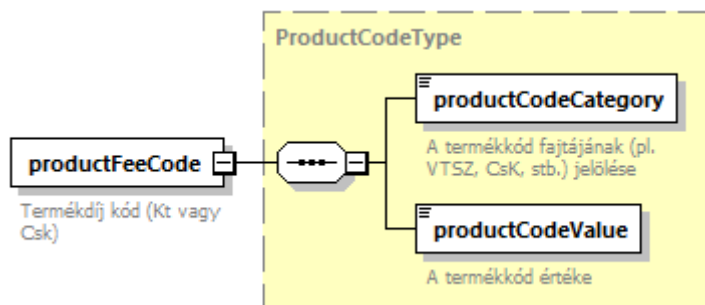 ProductCodeType
productCodeCategory
A termékkód fajtájának (pl.
VTSZ, CsK, stb.) jelölése
productFeeCode
Termékdíj kód (Kt vagy
Csk)
productCodeValue
A termékkód értéke